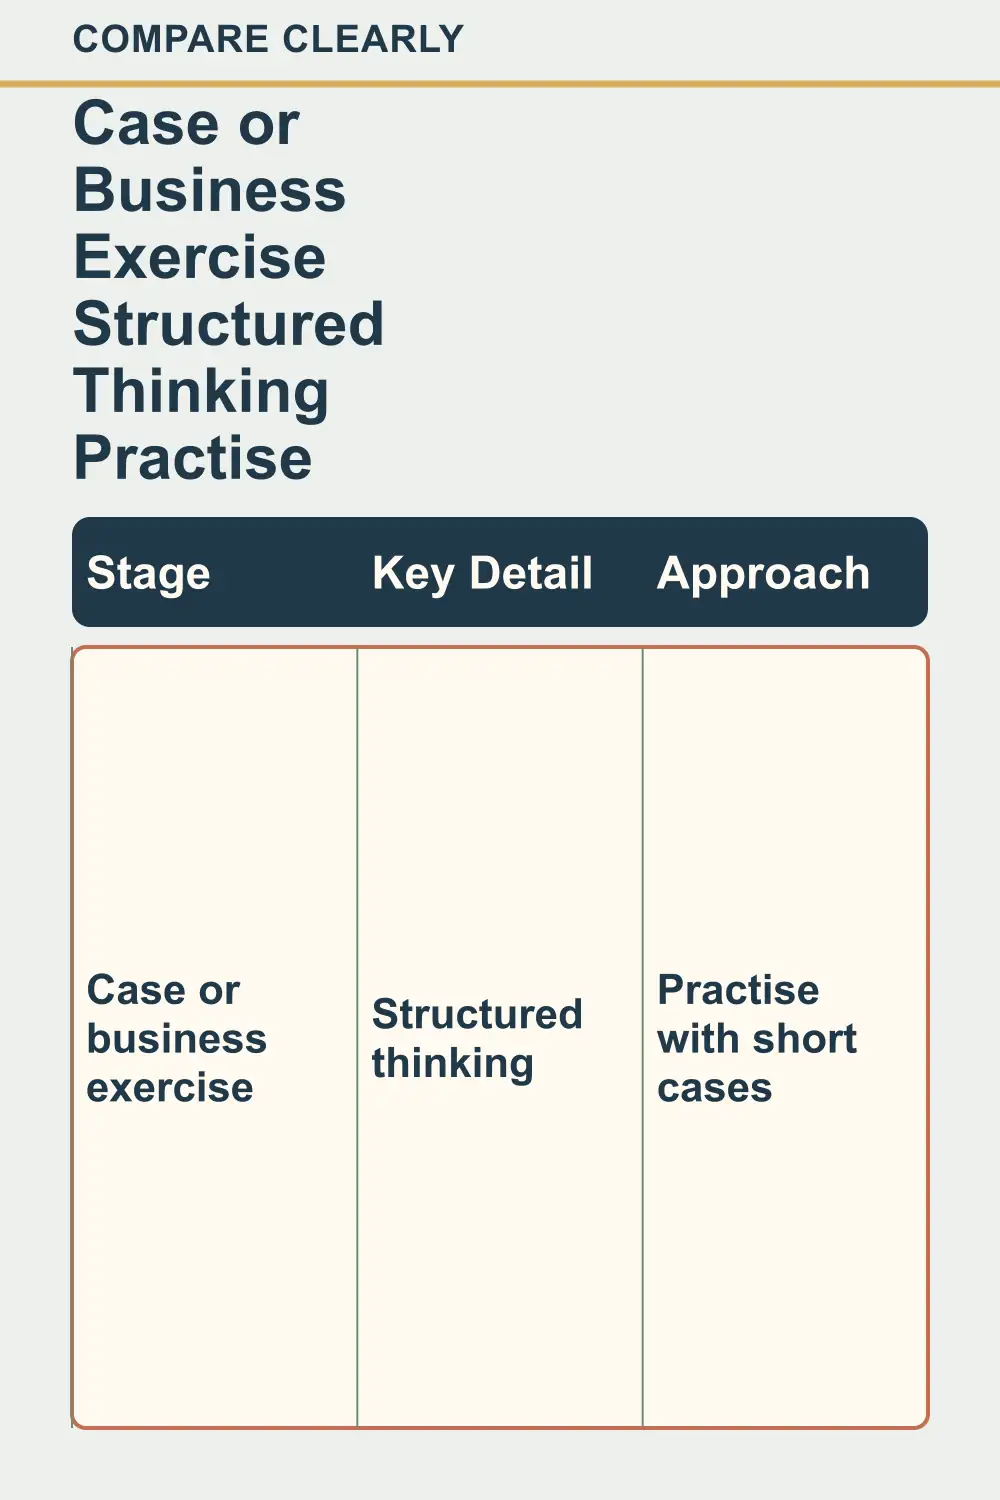 COMPARE CLEARLY
Case or
Business
Exercise
Structured
Thinking
Practise
Stage
Key Detail
Approach
Case or
business
exercise
Structured
thinking
Practise
with short
cases